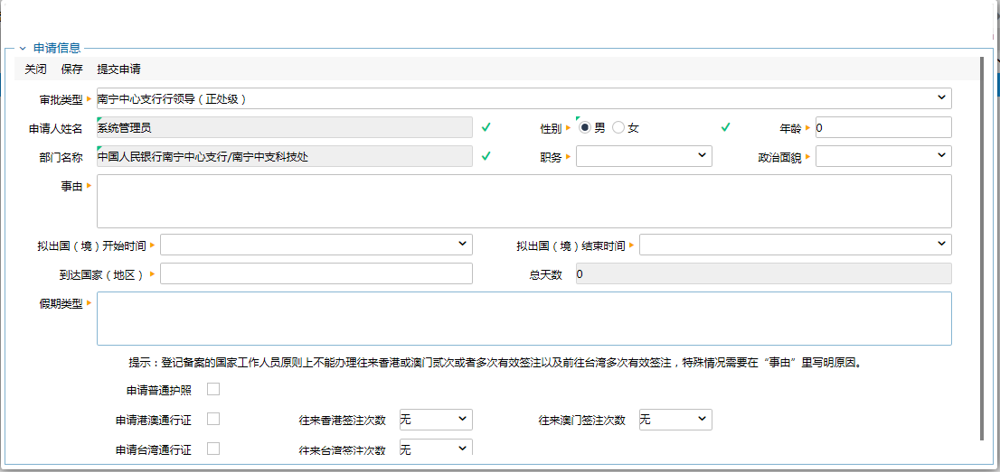 申请信息
关闭 保存 提交申请
审批类型 南宁中心支行行领导（正处级）
申请人姓名 系统管理员 性别 男 女 年龄 0
部门名称 中国人民银行南宁中心支行/南宁中支科技处 职务 政治面貌
事由
拟出国（境）开始时间 拟出国（境）结束时间
到达国家（地区） 总天数 0
假期类型
提示：登记备案的国家工作人员原则上不能办理往来香港或澳门贰次或者多次有效签注以及前往台湾多次有效签注，特殊情况需要在“事由”里写明原因。
申请普通护照
申请港澳通行证 往来香港签注次数 无 往来澳门签注次数 无
申请台湾通行证 往来台湾签注次数 无